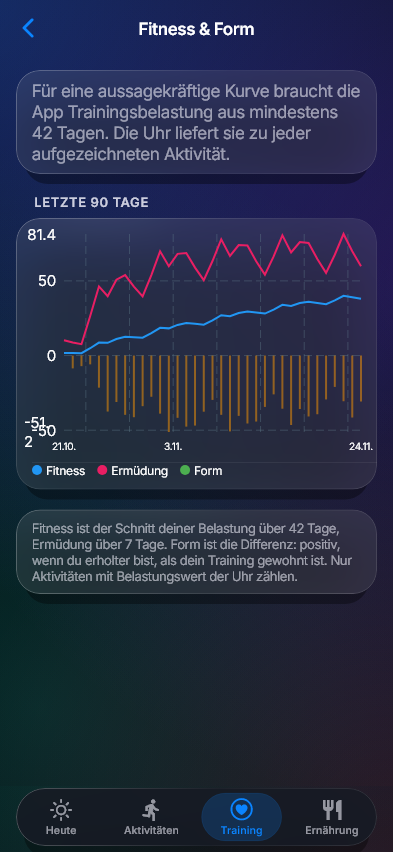 Fitness & Form
Für eine aussagekräftige Kurve braucht die
App Trainingsbelastung aus mindestens
42 Tagen. Die Uhr liefert sie zu jeder
aufgezeichneten Aktivität.
LETZTE 90 TAGE
81.4
50
0
-51.
2
-50
21.10.
3.11.
24.11.
Fitness
Ermüdung
Form
Fitness ist der Schnitt deiner Belastung über 42 Tage,
Ermüdung über 7 Tage. Form ist die Differenz: positiv,
wenn du erholter bist, als dein Training gewohnt ist. Nur
Aktivitäten mit Belastungswert der Uhr zählen.
Heute
Aktivitäten
Training
Ernährung